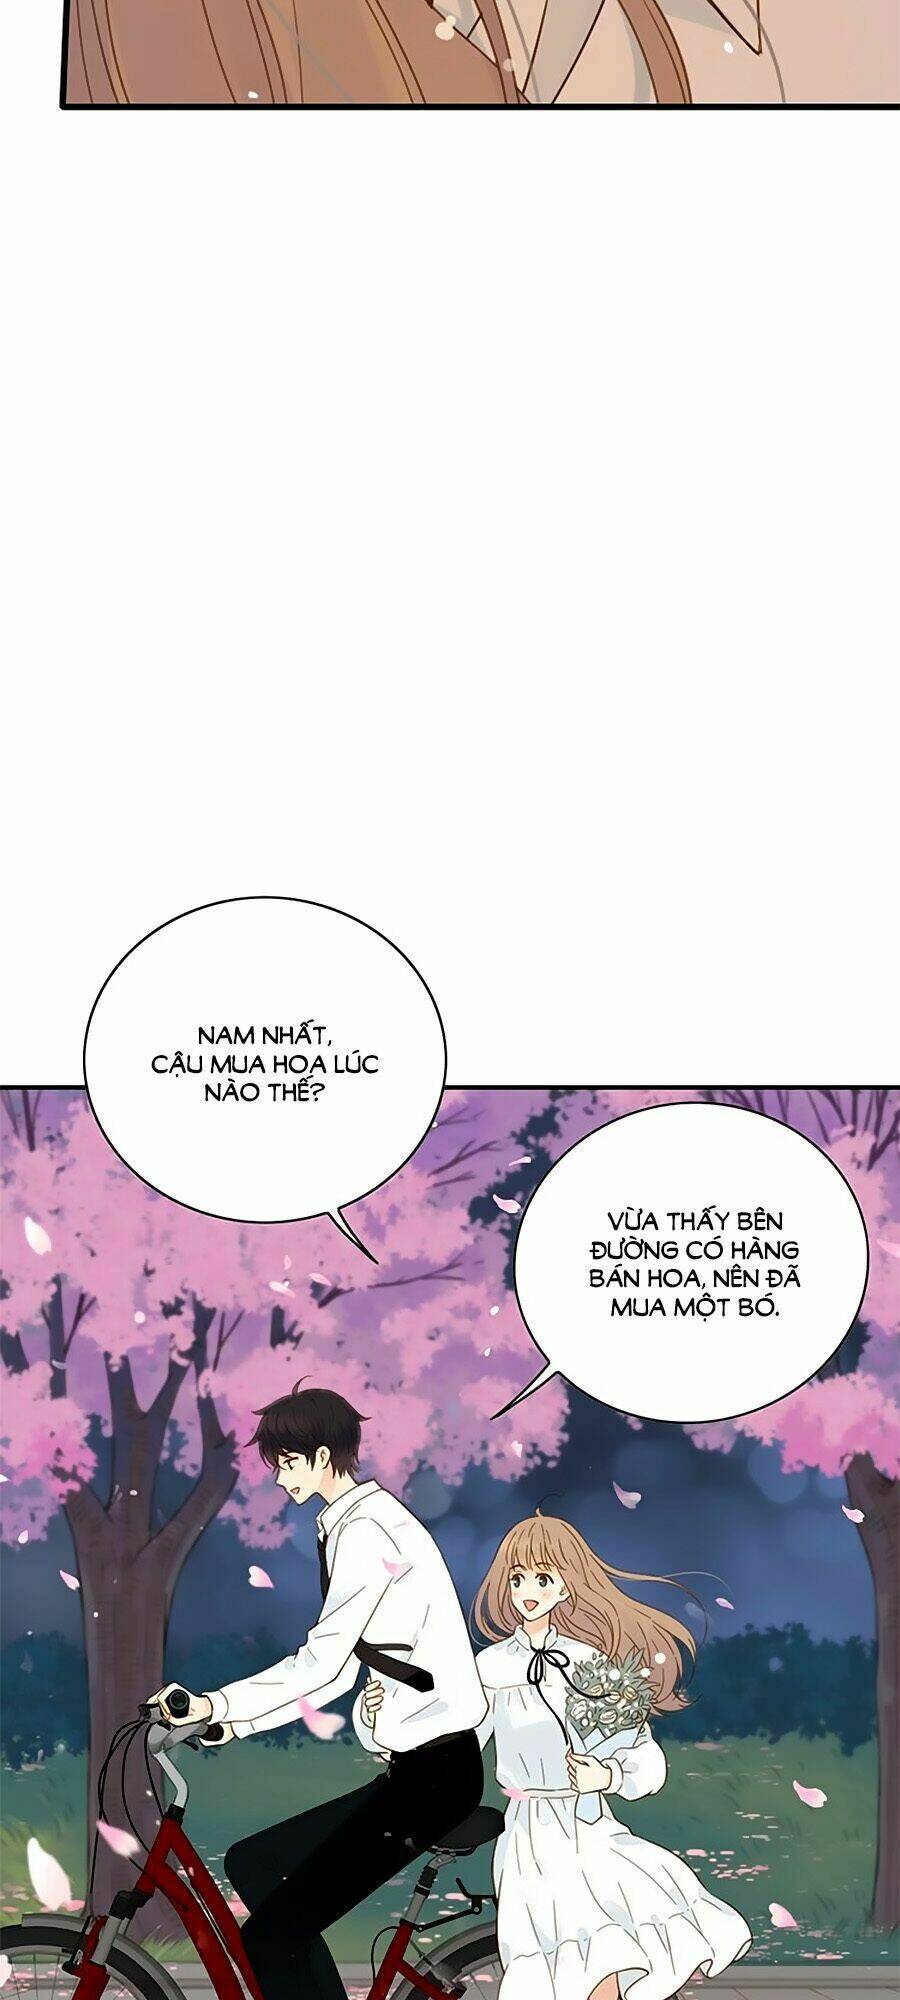 NAM NHẤT,
CẬU MUA HOA LÚC
NÀO THẾ?
VỪA THẤY BÊN
ĐƯỜNG CÓ HÀNG
BÁN HOA, NÊN ĐÃ
MUA MỘT BÓ.